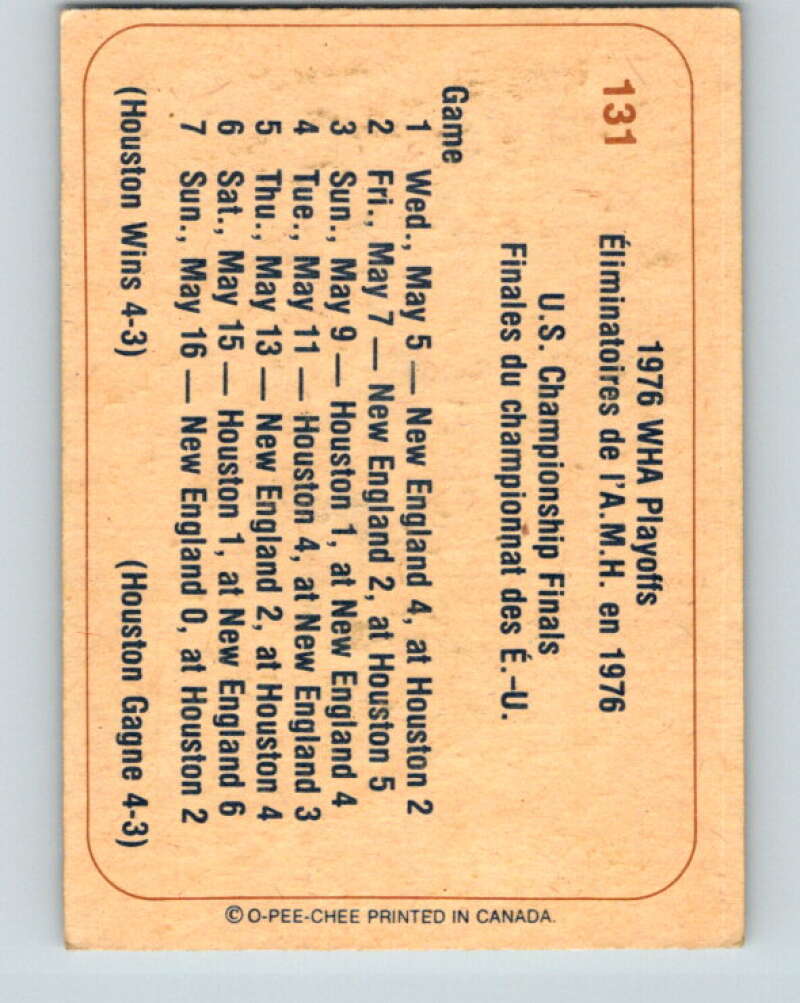 131
1976 WHA Playoffs
Éliminatoires de l'A.M.H. en 1976
U.S. Championship Finals
Finales du championnat des É.-U.
Game
1 Wed., May 5 — New England 4, at Houston 2
2 Fri., May 7 — New England 2, at Houston 5
3 Sun., May 9 — Houston 1, at New England 4
4 Tue., May 11 — Houston 4, at New England 3
5 Thu., May 13 — New England 2, at Houston 4
6 Sat., May 15 — Houston 1, at New England 6
7 Sun., May 16 — New England 0, at Houston 2
(Houston Wins 4-3) (Houston Gagne 4-3)
© O-PEE-CHEE PRINTED IN CANADA.